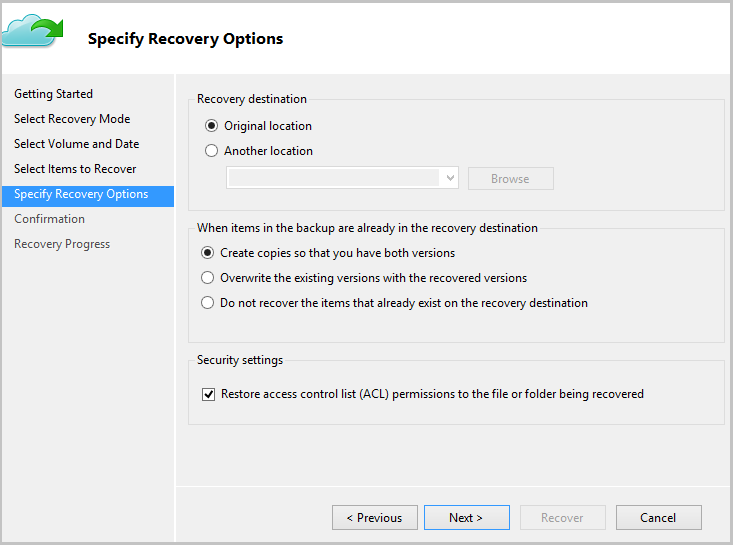 Specify Recovery Options
Getting Started
Select Recovery Mode
Select Volume and Date
Select Items to Recover
Specify Recovery Options
Confirmation
Recovery Progress
Recovery destination
Original location
Another location
Browse
When items in the backup are already in the recovery destination
Create copies so that you have both versions
Overwrite the existing versions with the recovered versions
Do not recover the items that already exist on the recovery destination
Security settings
Restore access control list (ACL) permissions to the file or folder being recovered
< Previous
Next >
Recover
Cancel